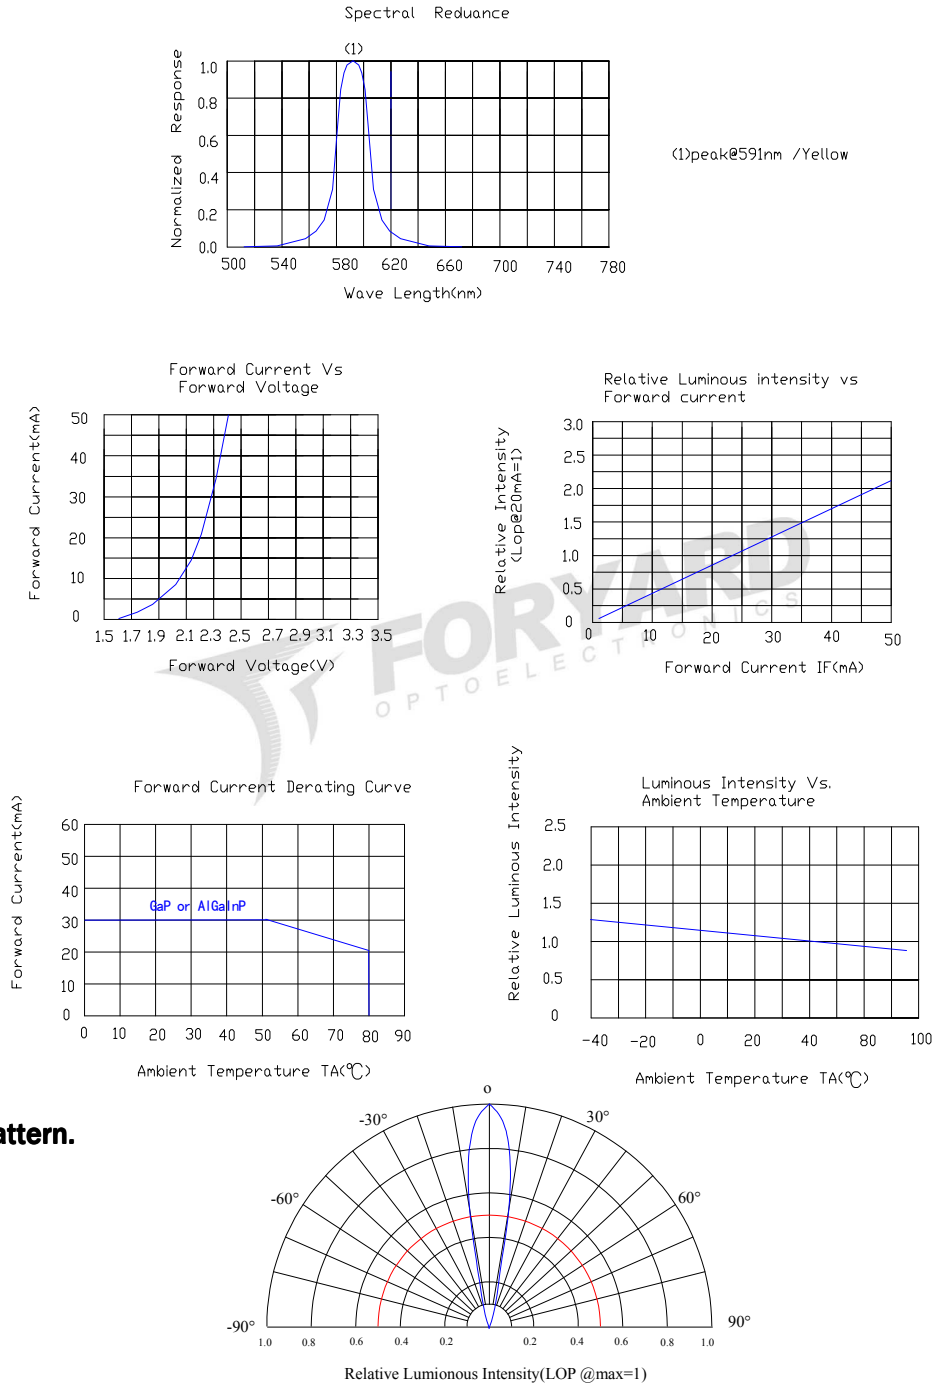 Spectral Reduance
(1)
Normalized Response
1.0
0.8
0.6
0.4
0.2
0.0
500 540 580 620 660 700 740 780
Wave Length(nm)
(1)peak@591nm /Yellow
Forward Current Vs
Forward Voltage
Forward Current(mA)
50
40
30
20
10
0
1.5 1.7 1.9 2.1 2.3 2.5 2.7 2.9 3.1 3.3 3.5
Forward Voltage(V)
Relative Luminous intensity vs
Forward current
Relative Intensity
(Lop@20mA=1)
3.0
2.5
2.0
1.5
1.0
0.5
0
0 10 20 30 40 50
Forward Current IF(mA)
FORYARD
OPTOELECTRONICS
Forward Current Derating Curve
Forward Current(mA)
60
50
40
30
20
10
0
GaP or AlGaInP
0 10 20 30 40 50 60 70 80 90
Ambient Temperature TA(℃)
Luminous Intensity Vs.
Ambient Temperature
Relative Luminous Intensity
2.5
2.0
1.5
1.0
0.5
0
-40 -20 0 20 40 80 100
Ambient Temperature TA(℃)
attern.
o
-30° 30°
-60° 60°
-90° 90°
1.0 0.8 0.6 0.4 0.2 0.2 0.4 0.6 0.8 1.0
Relative Lumionous Intensity(LOP @max=1)